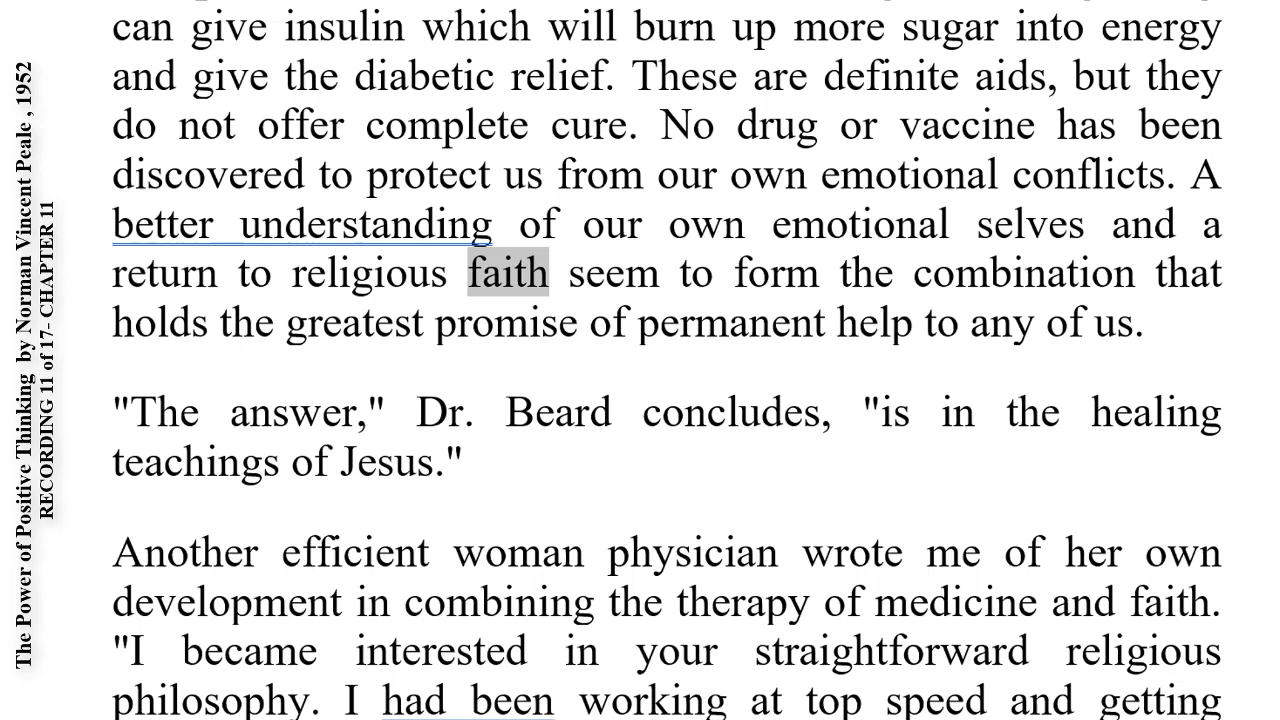 The Power of Positive Thinking by Norman Vincent Peale , 1952
RECORDING 11 of 17- CHAPTER 11
can give insulin which will burn up more sugar into energy
and give the diabetic relief. These are definite aids, but they
do not offer complete cure. No drug or vaccine has been
discovered to protect us from our own emotional conflicts. A
better understanding of our own emotional selves and a
return to religious faith seem to form the combination that
holds the greatest promise of permanent help to any of us.
"The answer," Dr. Beard concludes, "is in the healing
teachings of Jesus."
Another efficient woman physician wrote me of her own
development in combining the therapy of medicine and faith.
"I became interested in your straightforward religious
philosophy. I had been working at top speed and getting